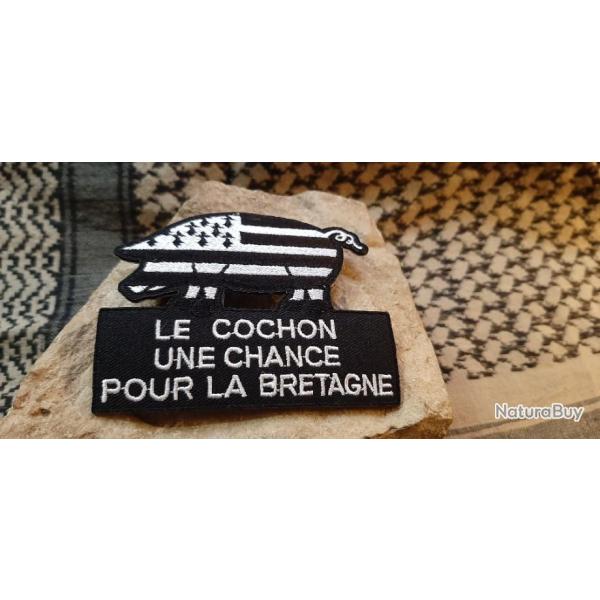 LE COCHON
UNE CHANCE
POUR LA BRETAGNE
NaturaBuy